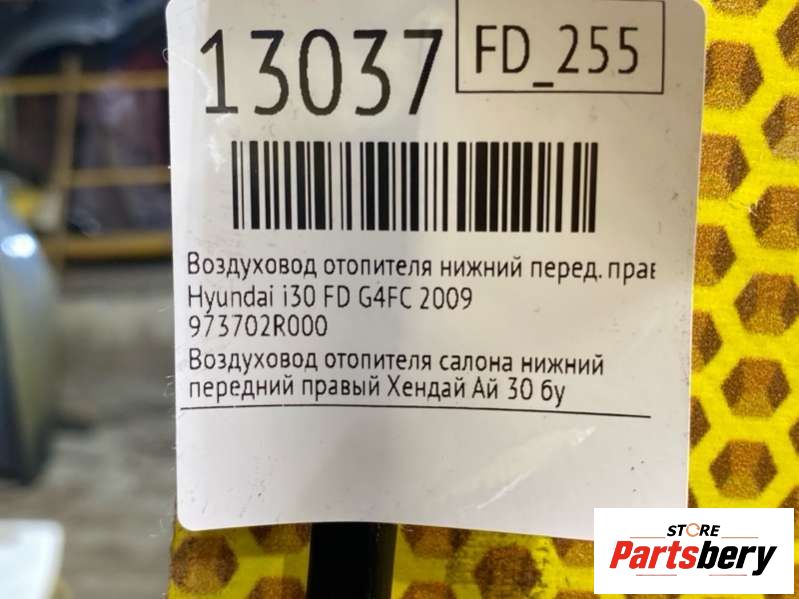 13037
FD_255
Воздуховод отопителя нижний перед. прав
Hyundai i30 FD G4FC 2009
973702R000
Воздуховод отопителя салона нижний
передний правый Хендай Ай 30 бу
STORE
Partsbery